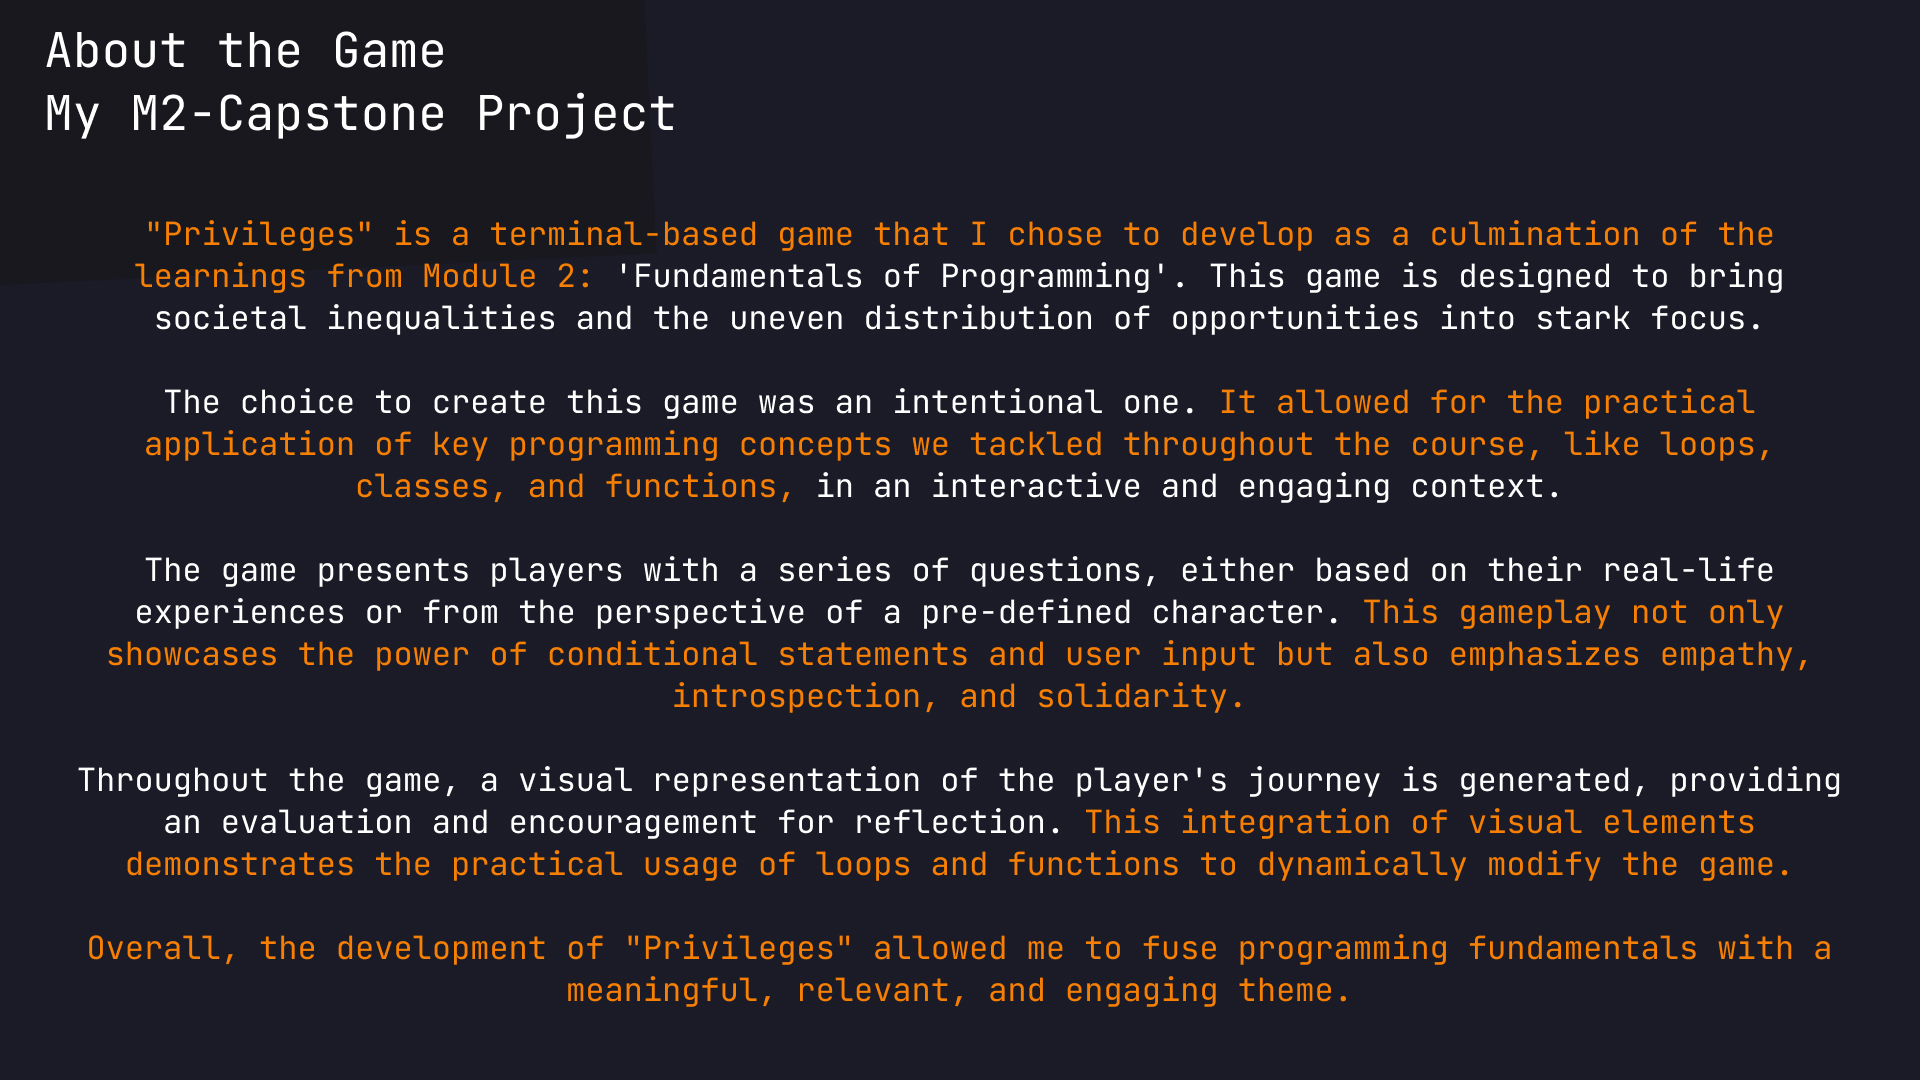 About the Game
My M2-Capstone Project
"Privileges" is a terminal-based game that I chose to develop as a culmination of the
learnings from Module 2: 'Fundamentals of Programming'. This game is designed to bring
societal inequalities and the uneven distribution of opportunities into stark focus.
The choice to create this game was an intentional one. It allowed for the practical
application of key programming concepts we tackled throughout the course, like loops,
classes, and functions, in an interactive and engaging context.
The game presents players with a series of questions, either based on their real-life
experiences or from the perspective of a pre-defined character. This gameplay not only
showcases the power of conditional statements and user input but also emphasizes empathy,
introspection, and solidarity.
Throughout the game, a visual representation of the player's journey is generated, providing
an evaluation and encouragement for reflection. This integration of visual elements
demonstrates the practical usage of loops and functions to dynamically modify the game.
Overall, the development of "Privileges" allowed me to fuse programming fundamentals with a
meaningful, relevant, and engaging theme.